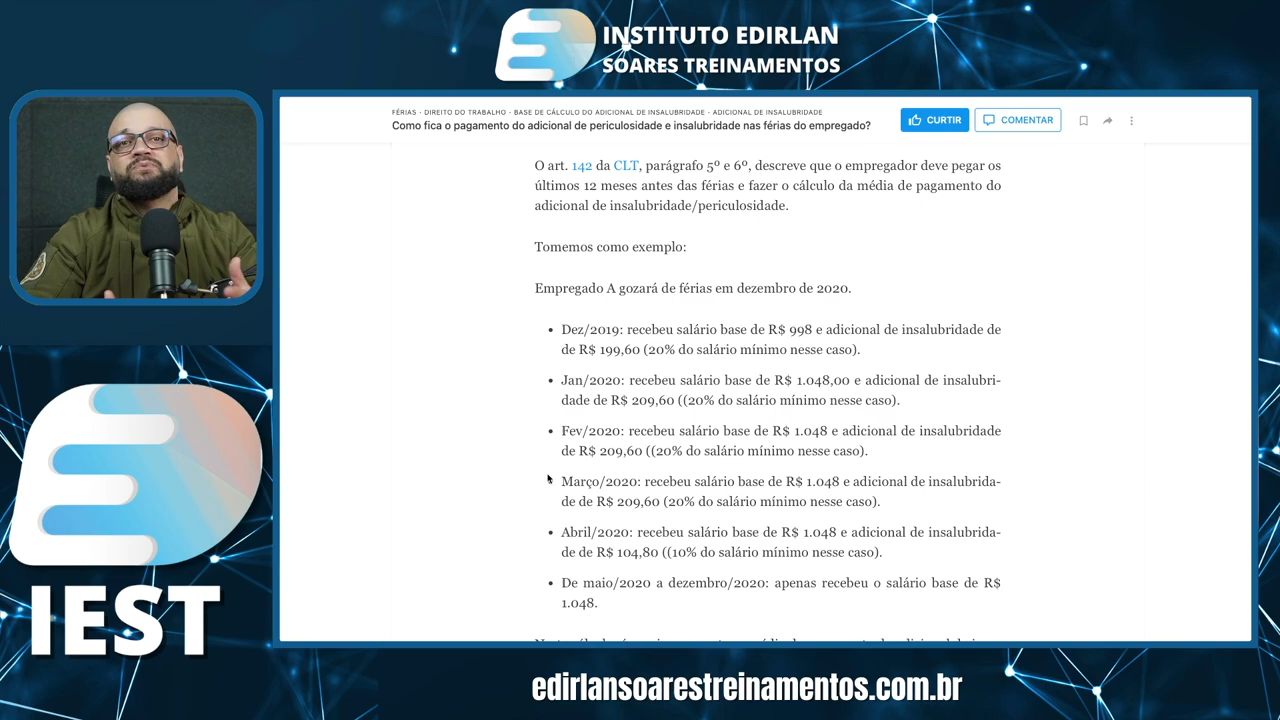 INSTITUTO EDIRLAN
SOARES TREINAMENTOS
FÉRIAS - DIREITO DO TRABALHO - BASE DE CÁLCULO DO ADICIONAL DE INSALUBRIDADE - ADICIONAL DE INSALUBRIDADE
Como fica o pagamento do adicional de periculosidade e insalubridade nas férias do empregado?
CURTIR
COMENTAR
O art. 142 da CLT, parágrafo 5º e 6º, descreve que o empregador deve pegar os
últimos 12 meses antes das férias e fazer o cálculo da média de pagamento do
adicional de insalubridade/periculosidade.
Tomemos como exemplo:
Empregado A gozará de férias em dezembro de 2020.
• Dez/2019: recebeu salário base de R$ 998 e adicional de insalubridade de
de R$ 199,60 (20% do salário mínimo nesse caso).
• Jan/2020: recebeu salário base de R$ 1.048,00 e adicional de insalubri-
dade de R$ 209,60 ((20% do salário mínimo nesse caso).
• Fev/2020: recebeu salário base de R$ 1.048 e adicional de insalubridade
de R$ 209,60 ((20% do salário mínimo nesse caso).
• Março/2020: recebeu salário base de R$ 1.048 e adicional de insalubrida-
de de R$ 209,60 (20% do salário mínimo nesse caso).
• Abril/2020: recebeu salário base de R$ 1.048 e adicional de insalubrida-
de de R$ 104,80 ((10% do salário mínimo nesse caso).
• De maio/2020 a dezembro/2020: apenas recebeu o salário base de R$
1.048.
IEST
edirlansoarestreinamentos.com.br